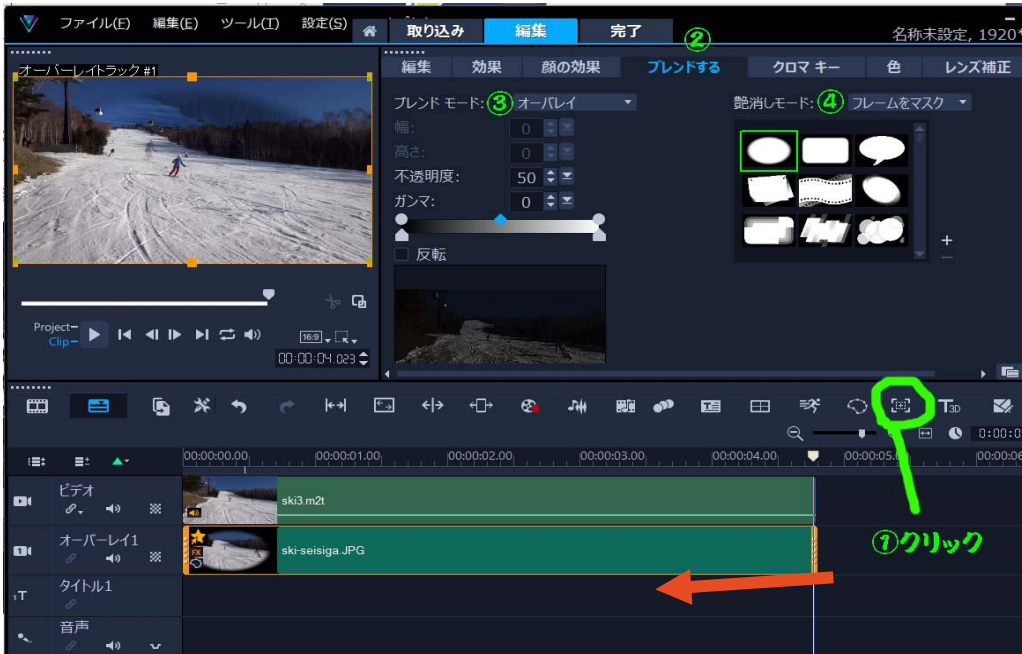 ファイル(F) 編集(E) ツール(T) 設定(S)
取り込み 編集 完了
名称未設定, 1920*
②
オーバーレイトラック #1
編集 効果 顔の効果 ブレンドする クロマ キー 色 レンズ補正
ブレンド モード: ③ オーバレイ
艶消しモード: ④ フレームをマスク
幅: 0
高さ: 0
不透明度: 50
ガンマ: 0
反転
Project
Clip
16:9
00:00:04.023
T3D
0:00:0
00:00:00.00 00:00:01.00 00:00:02.00 00:00:03.00 00:00:04.00 00:00:05.0 00:00:06
ビデオ
ski3.m2t
オーバーレイ1
FX
ski-seisiga.JPG
①クリック
タイトル1
音声